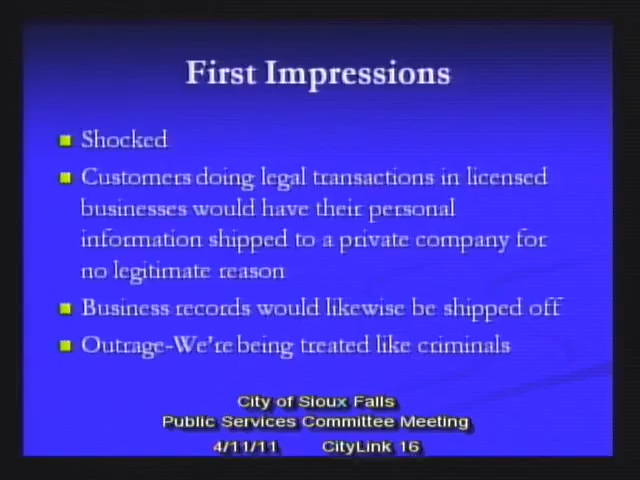 First Impressions
Shocked
Customers doing legal transactions in licensed
businesses would have their personal
information shipped to a private company for
no legitimate reason
Business records would likewise be shipped off
Outrage-We're being treated like criminals
City of Sioux Falls
Public Services Committee Meeting
4/11/11 CityLink 16